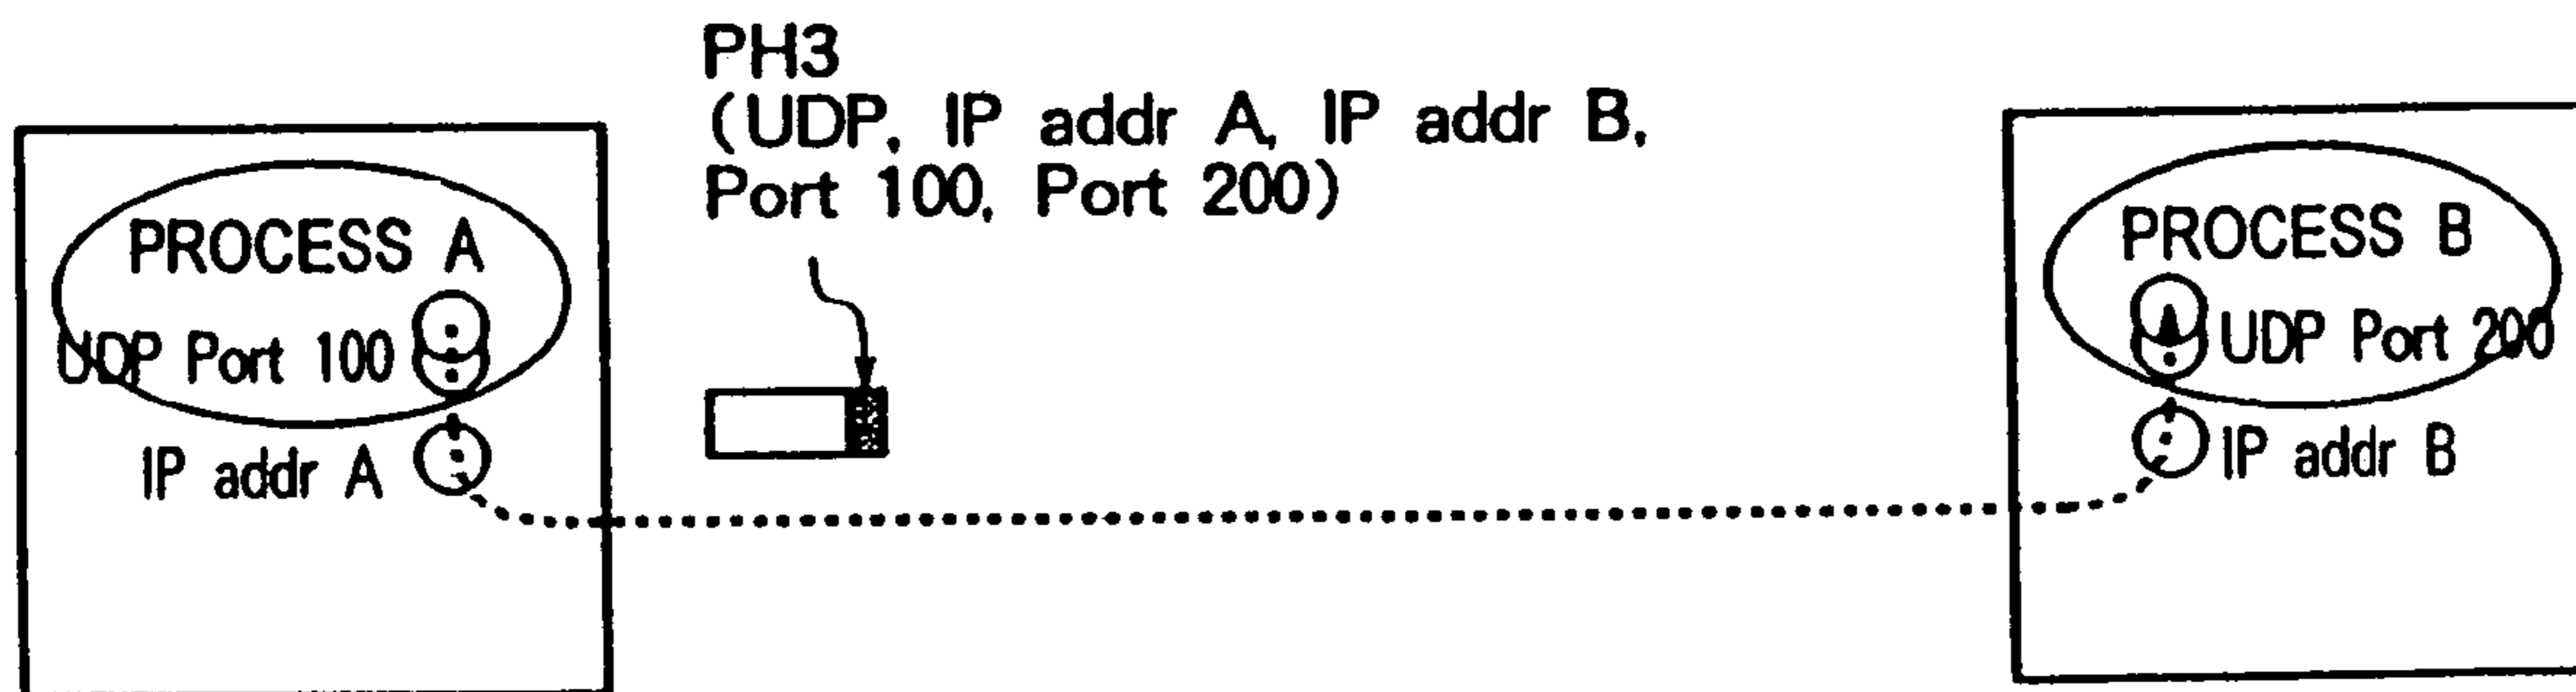 PH3
(UDP, IP addr A, IP addr B,
Port 100, Port 200)
PROCESS A
UDP Port 100
IP addr A
PROCESS B
UDP Port 200
IP addr B